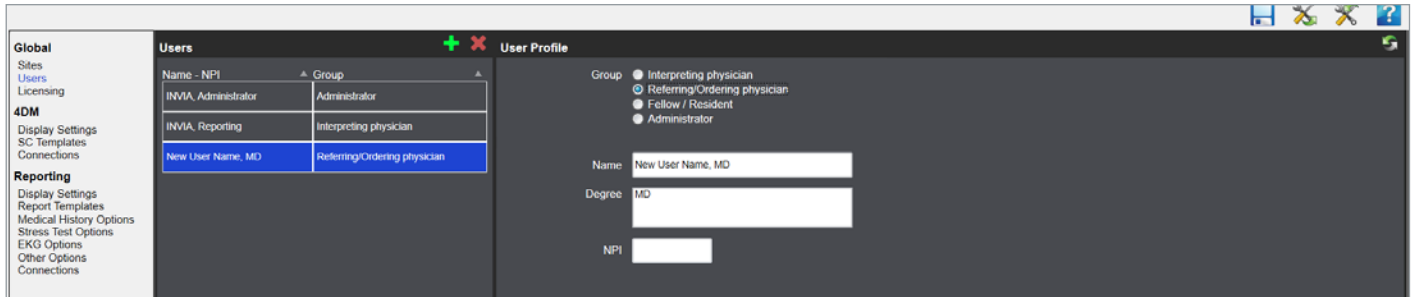 Global
Sites
Users
Licensing
4DM
Display Settings
SC Templates
Connections
Reporting
Display Settings
Report Templates
Medical History Options
Stress Test Options
EKG Options
Other Options
Connections
Users
Name - NPI Group
INVIA, Administrator Administrator
INVIA, Reporting Interpreting physician
New User Name, MD Referring/Ordering physician
User Profile
Group Interpreting physician
Referring/Ordering physician
Fellow / Resident
Administrator
Name New User Name, MD
Degree MD
NPI
?